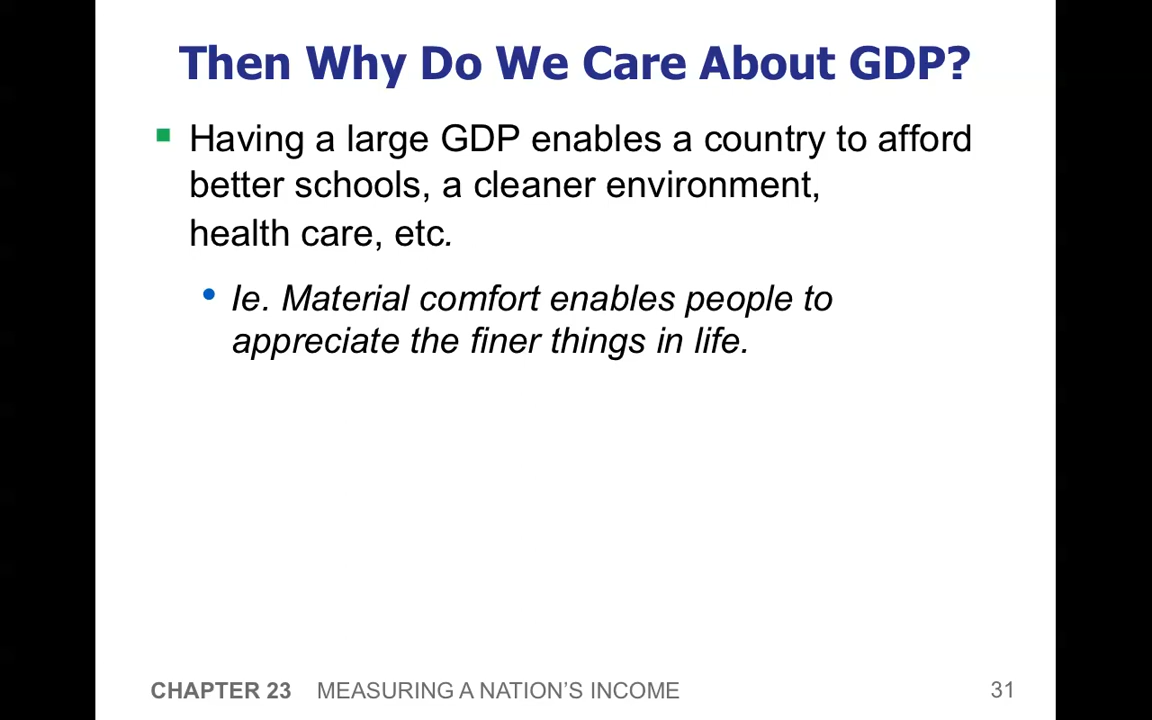 Then Why Do We Care About GDP?
Having a large GDP enables a country to afford
better schools, a cleaner environment,
health care, etc.
Ie. Material comfort enables people to
appreciate the finer things in life.
CHAPTER 23 MEASURING A NATION’S INCOME 31